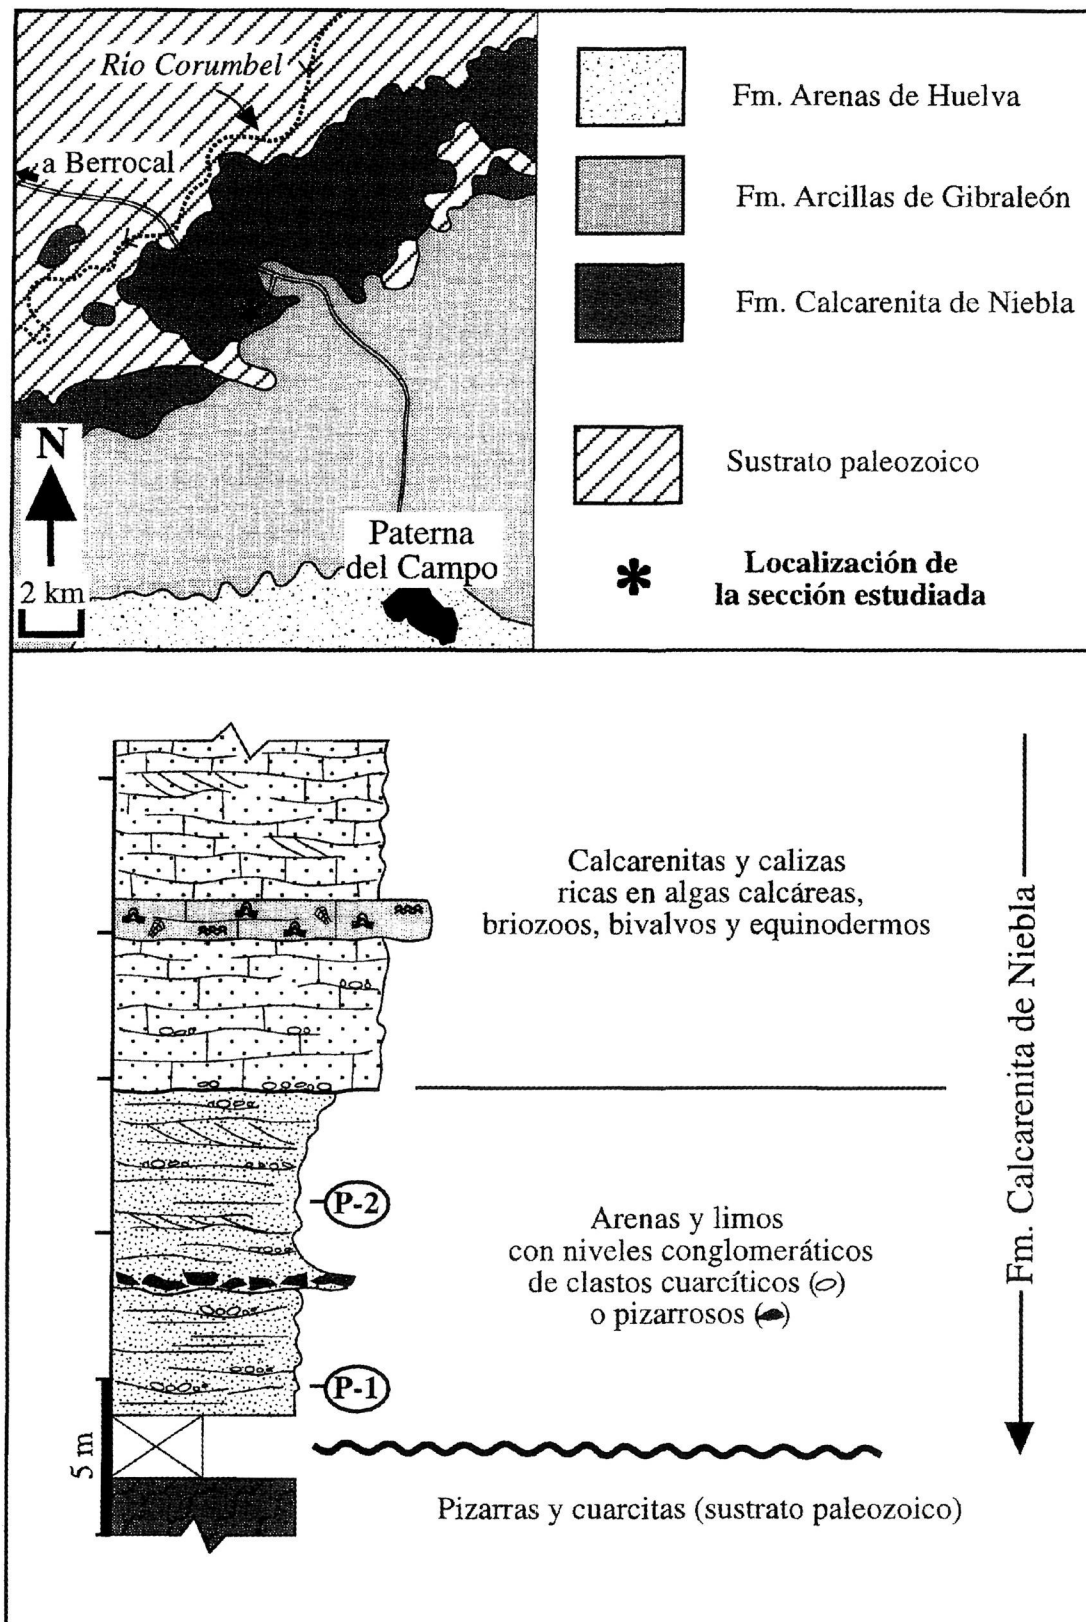 Río Corumbel
a Berrocal
N
2 km
Paterna
del Campo
Fm. Arenas de Huelva
Fm. Arcillas de Gibraleón
Fm. Calcarenita de Niebla
Sustrato paleozoico
Localización de
la sección estudiada
Calcarenitas y calizas
ricas en algas calcáreas,
briozoos, bivalvos y equinodermos
P-2
Arenas y limos
con niveles conglomeráticos
de clastos cuarcíticos ( )
o pizarrosos ( )
P-1
5 m
Pizarras y cuarcitas (sustrato paleozoico)
Fm. Calcarenita de Niebla